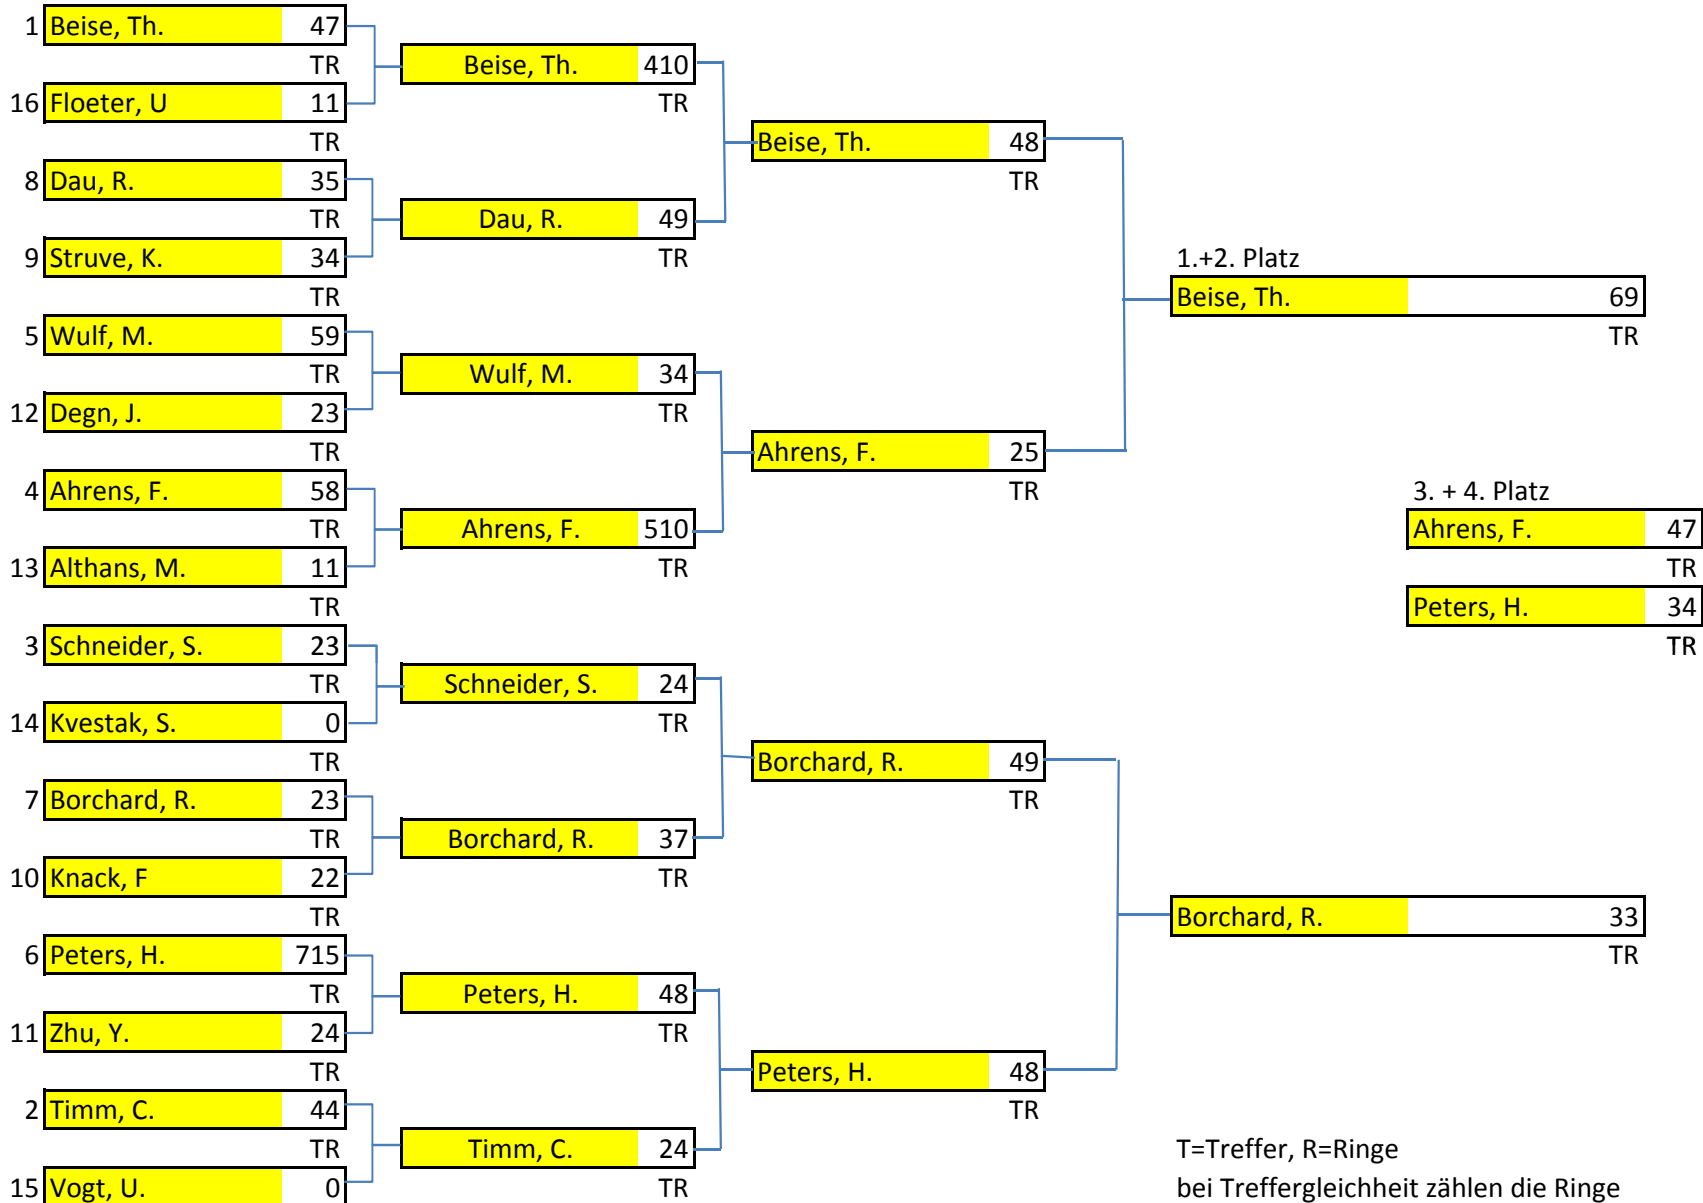 1 Beise, Th. 47
TR
16 Floeter, U 11
TR
8 Dau, R. 35
TR
9 Struve, K. 34
TR
5 Wulf, M. 59
TR
12 Degn, J. 23
TR
4 Ahrens, F. 58
TR
13 Althans, M. 11
TR
3 Schneider, S. 23
TR
14 Kvestak, S. 0
TR
7 Borchard, R. 23
TR
10 Knack, F 22
TR
6 Peters, H. 715
TR
11 Zhu, Y. 24
TR
2 Timm, C. 44
TR
15 Vogt, U. 0
Beise, Th. 410
TR
Dau, R. 49
TR
Wulf, M. 34
TR
Ahrens, F. 510
TR
Schneider, S. 24
TR
Borchard, R. 37
TR
Peters, H. 48
TR
Timm, C. 24
TR
Beise, Th. 48
TR
Ahrens, F. 25
TR
Borchard, R. 49
TR
Peters, H. 48
TR
1.+2. Platz
Beise, Th. 69
TR
Borchard, R. 33
TR
3. + 4. Platz
Ahrens, F. 47
TR
Peters, H. 34
TR
T=Treffer, R=Ringe
bei Treffergleichheit zählen die Ringe